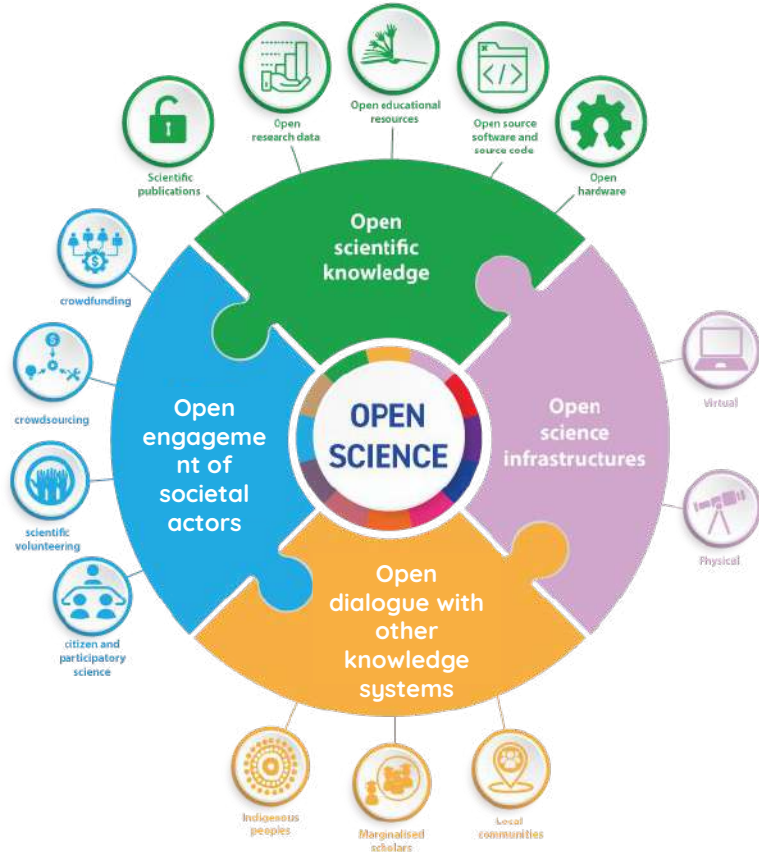 Scientific
publications
Open
research data
Open educational
resources
Open source
software and
source code
Open
hardware
Open
scientific
knowledge
crowdfunding
crowdsourcing
scientific
volunteering
citizen and
participatory
science
Open
engageme
nt of
societal
actors
OPEN
SCIENCE
Open
science
infrastructures
Virtual
Physical
Open
dialogue with
other
knowledge
systems
Indigenous
peoples
Marginalised
scholars
Local
communities